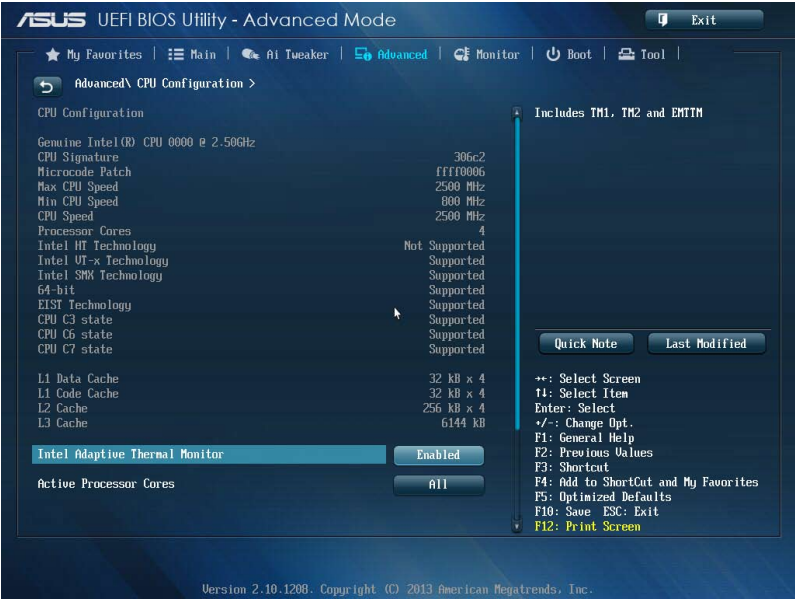 ASUS UEFI BIOS Utility - Advanced Mode
Exit
My Favorites | Main | Ai Tweaker | Advanced | Monitor | Boot | Tool |
Advanced\ CPU Configuration >
CPU Configuration
Includes TM1, TM2 and EMTTM
Genuine Intel(R) CPU 0000 @ 2.50GHz
CPU Signature 306c2
Microcode Patch ffff0006
Max CPU Speed 2500 MHz
Min CPU Speed 800 MHz
CPU Speed 2500 MHz
Processor Cores 4
Intel HT Technology Not Supported
Intel VT-x Technology Supported
Intel SMX Technology Supported
64-bit Supported
EIST Technology Supported
CPU C3 state Supported
CPU C6 state Supported
CPU C7 state Supported
L1 Data Cache 32 kB x 4
L1 Code Cache 32 kB x 4
L2 Cache 256 kB x 4
L3 Cache 6144 kB
Intel Adaptive Thermal Monitor Enabled
Active Processor Cores All
Quick Note Last Modified
→←: Select Screen
↑↓: Select Item
Enter: Select
+/-: Change Opt.
F1: General Help
F2: Previous Values
F3: Shortcut
F4: Add to ShortCut and My Favorites
F5: Optimized Defaults
F10: Save ESC: Exit
F12: Print Screen
Version 2.10.1208. Copyright (C) 2013 American Megatrends, Inc.